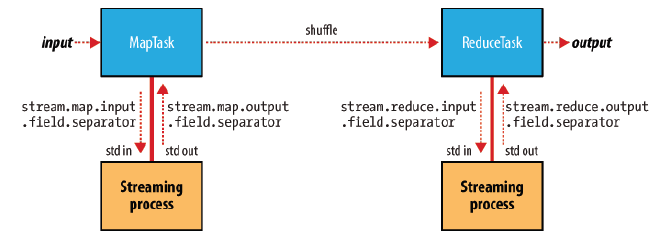 input
MapTask
shuffle
ReduceTask
output
stream.map.input
.field.separator
stream.map.output
.field.separator
stream.reduce.input
.field.separator
stream.reduce.output
.field.separator
std in
std out
std in
std out
Streaming
process
Streaming
process